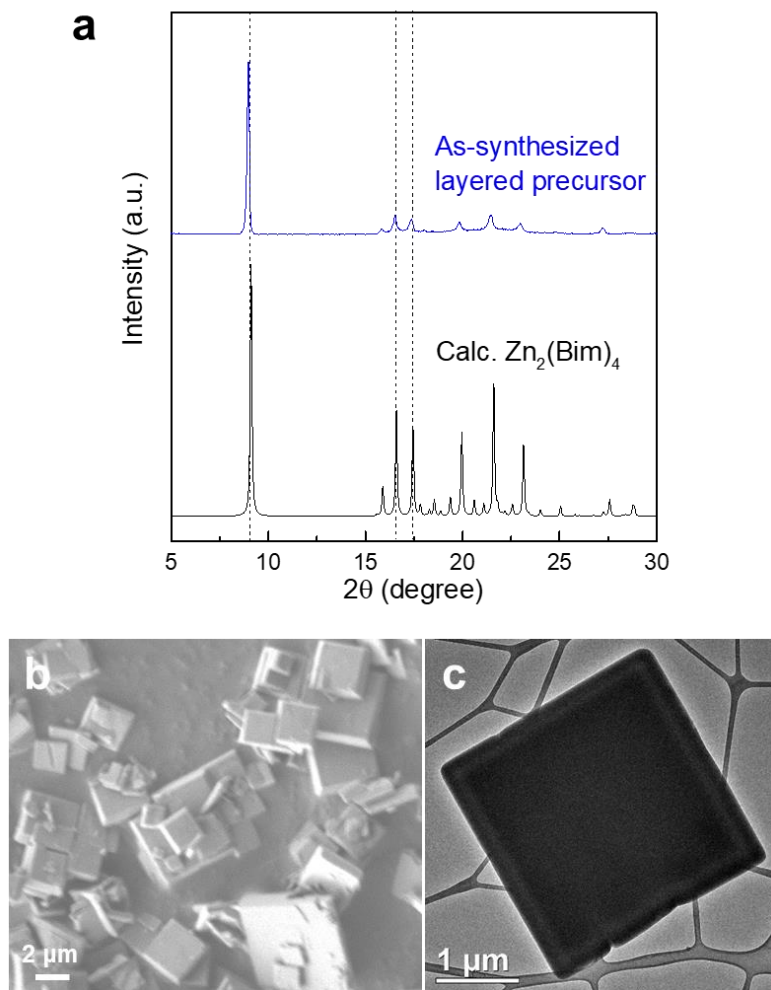 a
Intensity (a.u.)
As-synthesized
layered precursor
Calc. Zn₂(Bim)₄
5 10 15 20 25 30
2θ (degree)
b
2 µm
c
1 µm